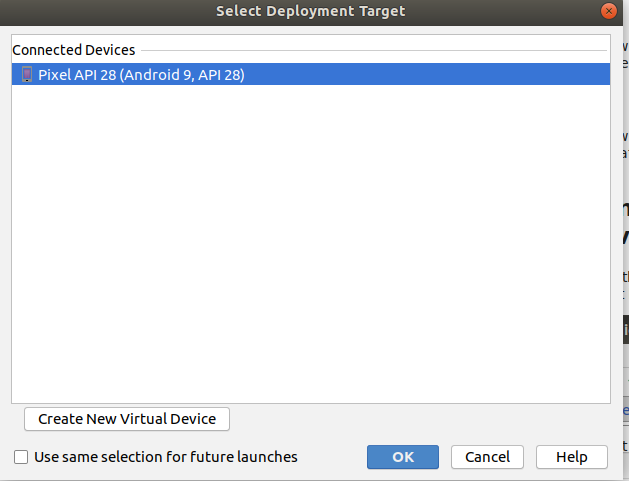 Select Deployment Target
Connected Devices
Pixel API 28 (Android 9, API 28)
Create New Virtual Device
Use same selection for future launches
OK
Cancel
Help